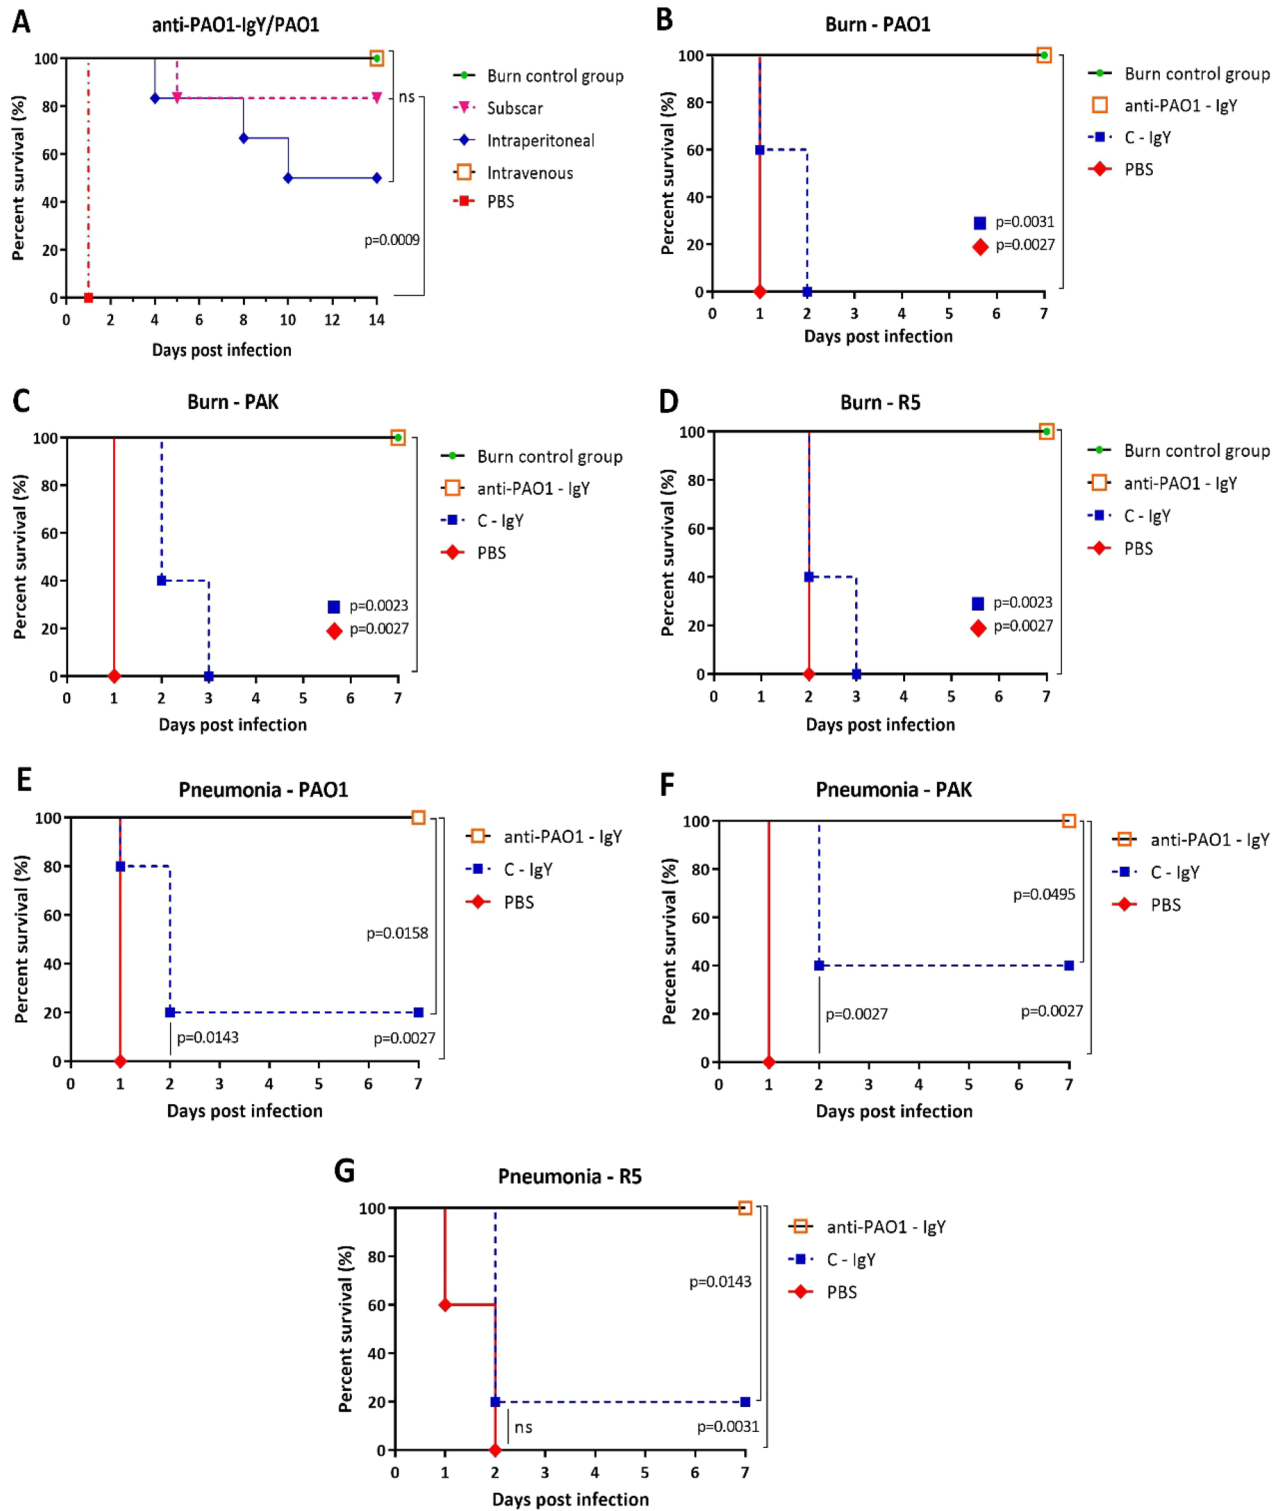 A
anti-PAO1-IgY/PAO1
Percent survival (%)
100
80
60
40
20
0
0 2 4 6 8 10 12 14
Days post infection
ns
p=0.0009
Burn control group
Subscar
Intraperitoneal
Intravenous
PBS
B
Burn - PAO1
Percent survival (%)
100
80
60
40
20
0
0 1 2 3 4 5 6 7
Days post infection
p=0.0031
p=0.0027
Burn control group
anti-PAO1 - IgY
C - IgY
PBS
C
Burn - PAK
Percent survival (%)
100
80
60
40
20
0
0 1 2 3 4 5 6 7
Days post infection
p=0.0023
p=0.0027
Burn control group
anti-PAO1 - IgY
C - IgY
PBS
D
Burn - R5
Percent survival (%)
100
80
60
40
20
0
0 1 2 3 4 5 6 7
Days post infection
p=0.0023
p=0.0027
Burn control group
anti-PAO1 - IgY
C - IgY
PBS
E
Pneumonia - PAO1
Percent survival (%)
100
80
60
40
20
0
0 1 2 3 4 5 6 7
Days post infection
p=0.0158
p=0.0143
p=0.0027
anti-PAO1 - IgY
C - IgY
PBS
F
Pneumonia - PAK
Percent survival (%)
100
80
60
40
20
0
0 1 2 3 4 5 6 7
Days post infection
p=0.0495
p=0.0027
p=0.0027
anti-PAO1 - IgY
C - IgY
PBS
G
Pneumonia - R5
Percent survival (%)
100
80
60
40
20
0
0 1 2 3 4 5 6 7
Days post infection
p=0.0143
ns
p=0.0031
anti-PAO1 - IgY
C - IgY
PBS